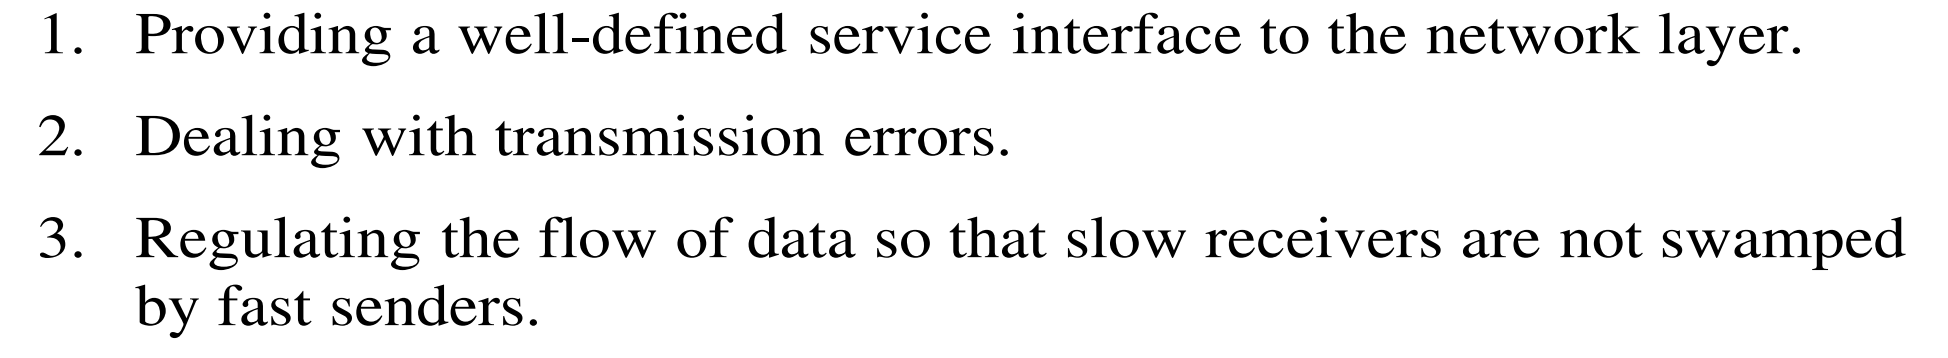 1. Providing a well-defined service interface to the network layer.
2. Dealing with transmission errors.
3. Regulating the flow of data so that slow receivers are not swamped
by fast senders.